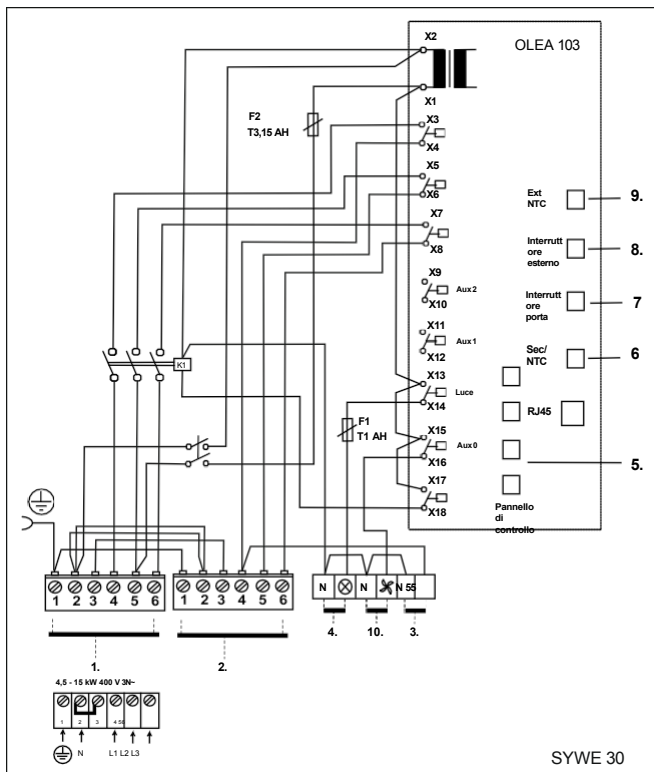 X2
OLEA 103
X1
F2
T3,15 AH
X3
X4
X5
X6
X7
X8
X9
Aux 2
X10
X11
Aux 1
X12
X13
Luce
X14
X15
Aux 0
X16
X17
X18
Ext
NTC
9.
Interrutt
ore
esterno
8.
Interrutt
ore
porta
7
Sec/
NTC
6
RJ45
5.
Pannello
di
controllo
K1
F1
T1 AH
1 2 3 4 5 6
1 2 3 4 5 6
N N N 55
1.
2.
4. 10. 3.
4,5 - 15 kW 400 V 3N~
1 2 3 4 56
N L1 L2 L3
SYWE 30